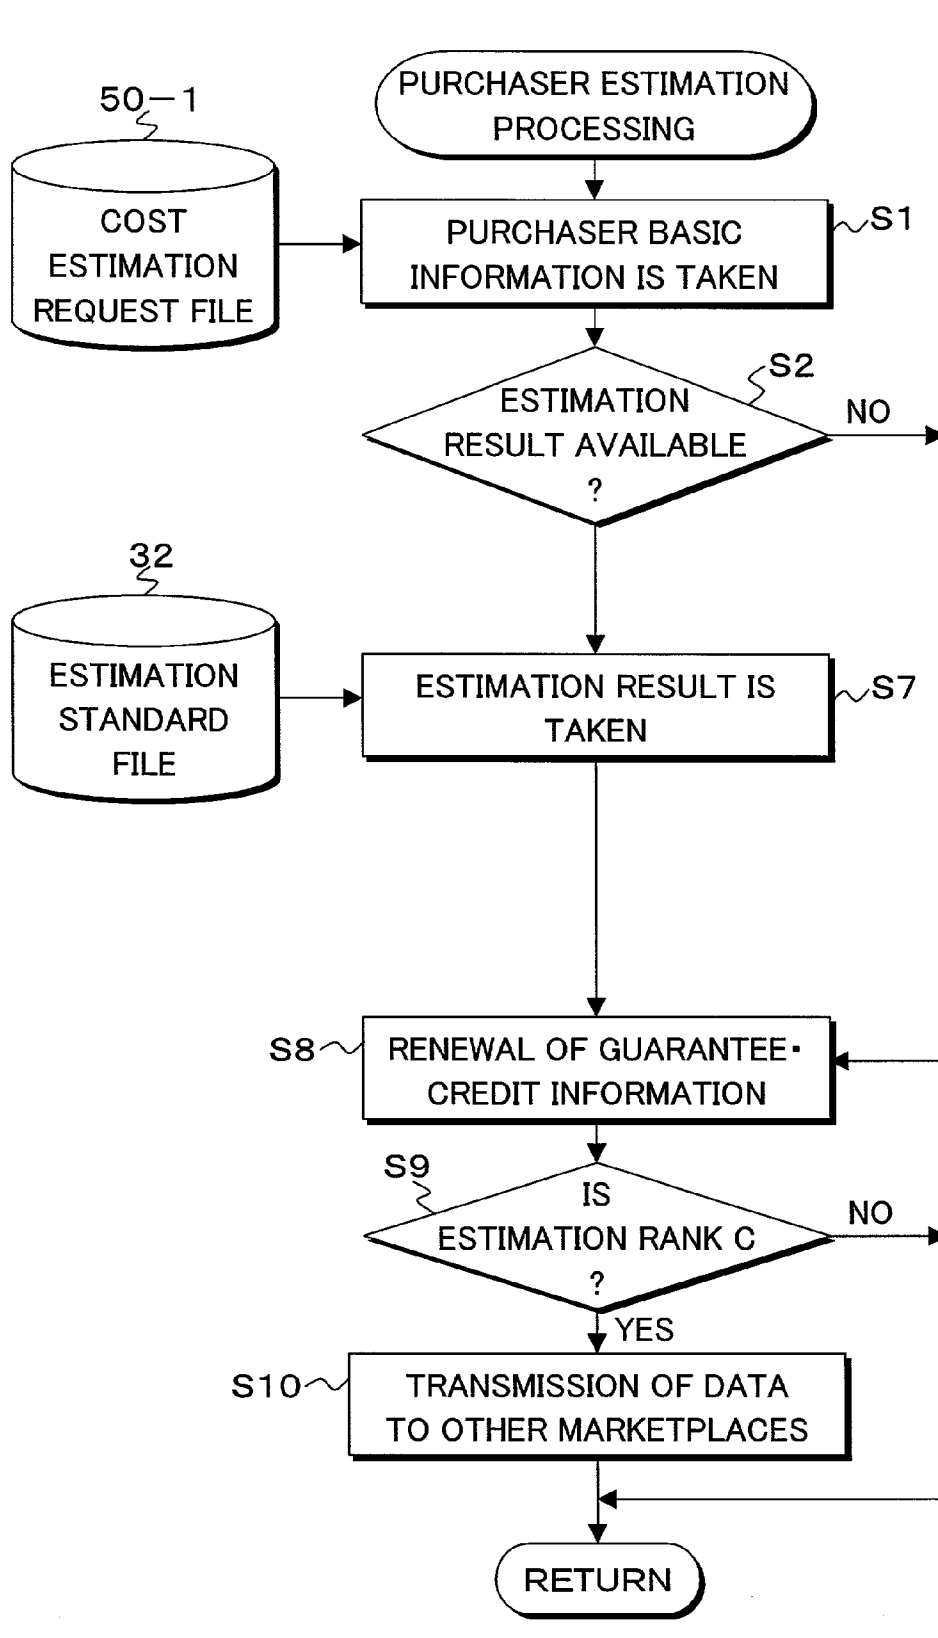 PURCHASER ESTIMATION
PROCESSING
50-1
COST
ESTIMATION
REQUEST FILE
PURCHASER BASIC
INFORMATION IS TAKEN
S1
S2
ESTIMATION
RESULT AVAILABLE
?
NO
32
ESTIMATION
STANDARD
FILE
ESTIMATION RESULT IS
TAKEN
S7
S8
RENEWAL OF GUARANTEE・
CREDIT INFORMATION
S9
IS
ESTIMATION RANK C
?
NO
YES
S10
TRANSMISSION OF DATA
TO OTHER MARKETPLACES
RETURN